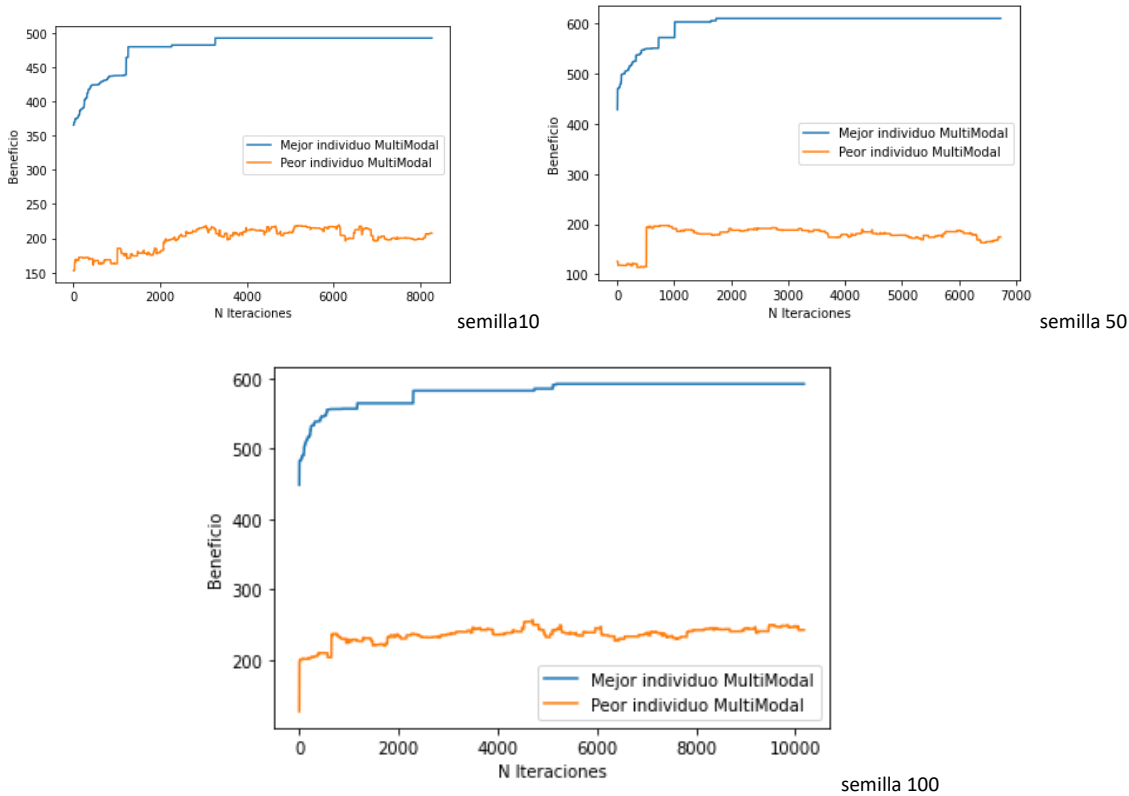 500
450
400
350
300
250
200
150
Beneficio
Mejor individuo MultiModal
Peor individuo MultiModal
0 2000 4000 6000 8000
N Iteraciones
semilla10
600
500
400
300
200
100
Beneficio
Mejor individuo MultiModal
Peor individuo MultiModal
0 1000 2000 3000 4000 5000 6000 7000
N Iteraciones
semilla 50
600
500
400
300
200
Beneficio
Mejor individuo MultiModal
Peor individuo MultiModal
0 2000 4000 6000 8000 10000
N Iteraciones
semilla 100